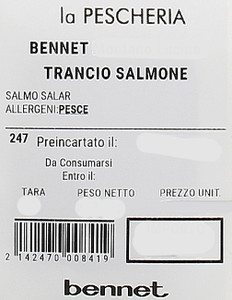 la PESCHERIA
BENNET
TRANCIO SALMONE
SALMO SALAR
ALLERGENI:PESCE
247 Preincartato il:
Da Consumarsi
Entro il:
TARA PESO NETTO PREZZO UNIT.
2 142470 008419
bennet